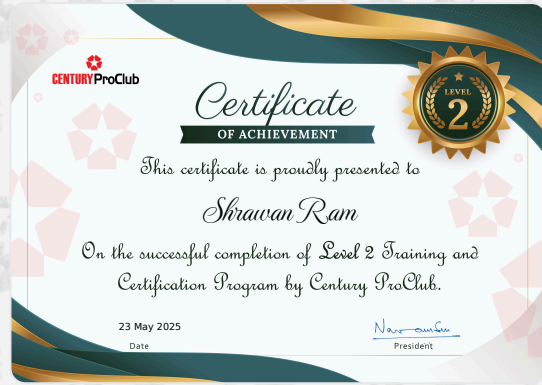 CENTURY ProClub
Certificate
OF ACHIEVEMENT
LEVEL
2
This certificate is proudly presented to
Shrawan Ram
On the successful completion of Level 2 Training and
Certification Program by Century ProClub.
23 May 2025
Date
President